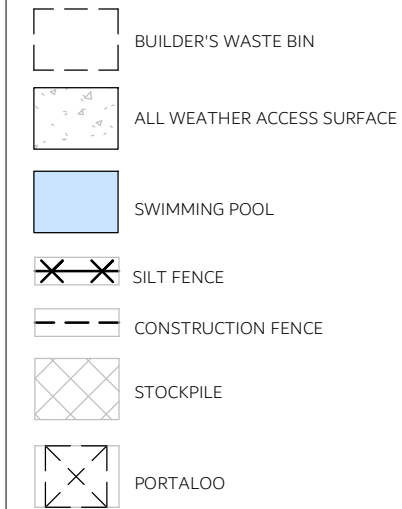 BUILDER'S WASTE BIN
ALL WEATHER ACCESS SURFACE
SWIMMING POOL
SILT FENCE
CONSTRUCTION FENCE
STOCKPILE
PORTALOO